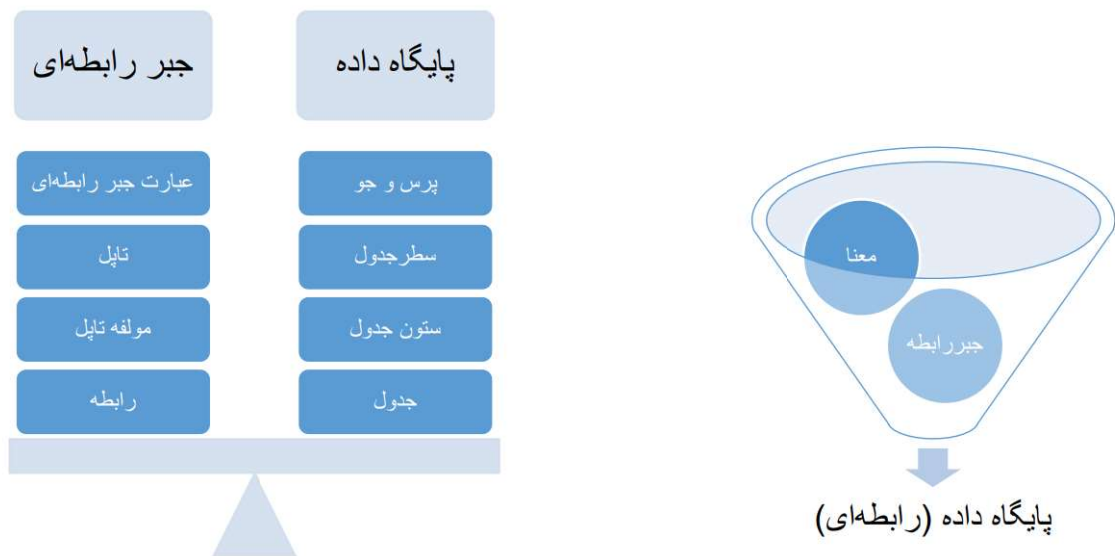 پایگاه داده
جبر رابطه‌ای
پرس و جو
عبارت جبر رابطه‌ای
سطرجدول
تاپل
ستون جدول
مولفه تاپل
جدول
رابطه
معنا
جبررابطه
پایگاه داده (رابطه‌ای)